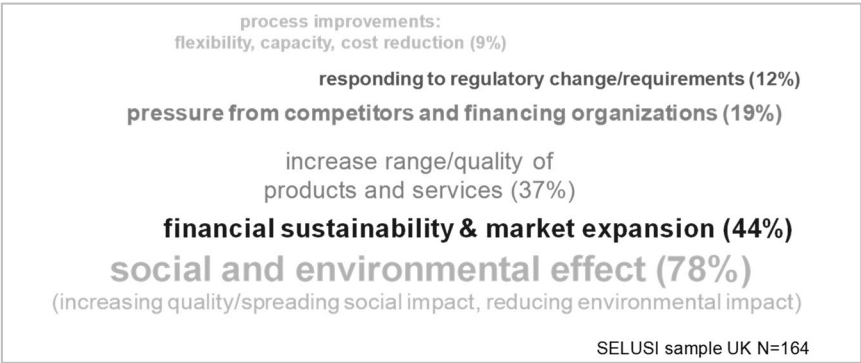 process improvements:
flexibility, capacity, cost reduction (9%)
responding to regulatory change/requirements (12%)
pressure from competitors and financing organizations (19%)
increase range/quality of
products and services (37%)
financial sustainability & market expansion (44%)
social and environmental effect (78%)
(increasing quality/spreading social impact, reducing environmental impact)
SELUSI sample UK N=164